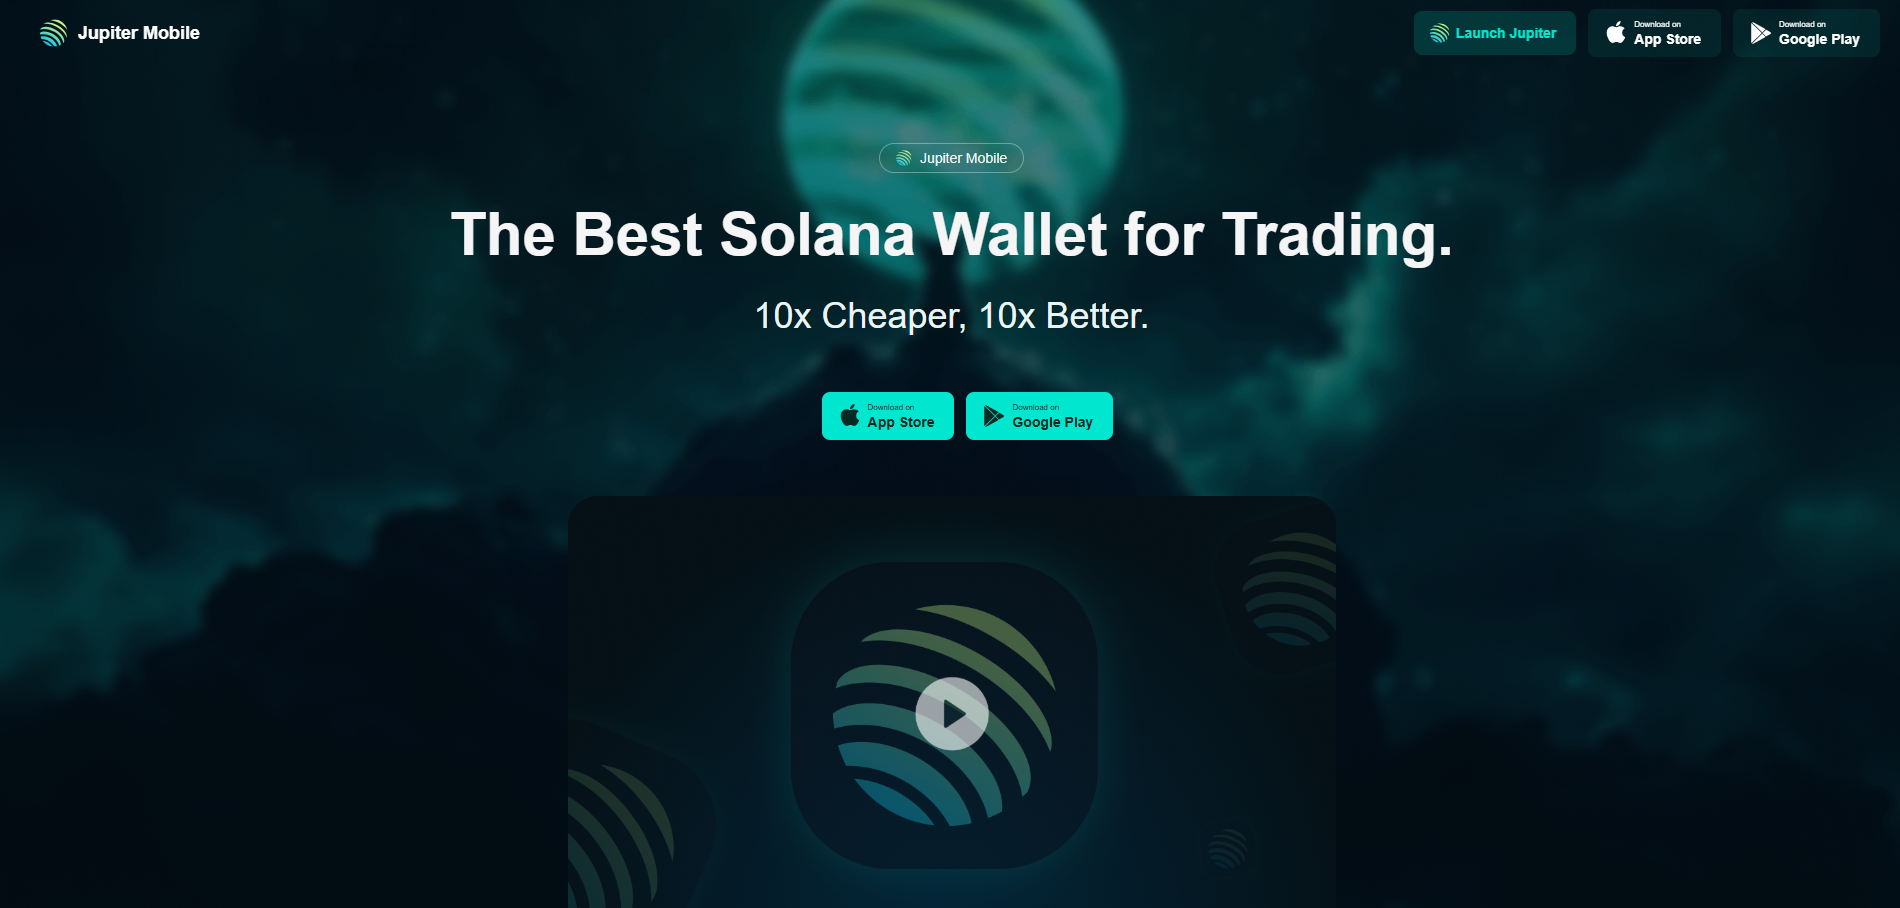 Jupiter Mobile
Launch Jupiter
Download on
App Store
Download on
Google Play
Jupiter Mobile
The Best Solana Wallet for Trading.
10x Cheaper, 10x Better.
Download on
App Store
Download on
Google Play